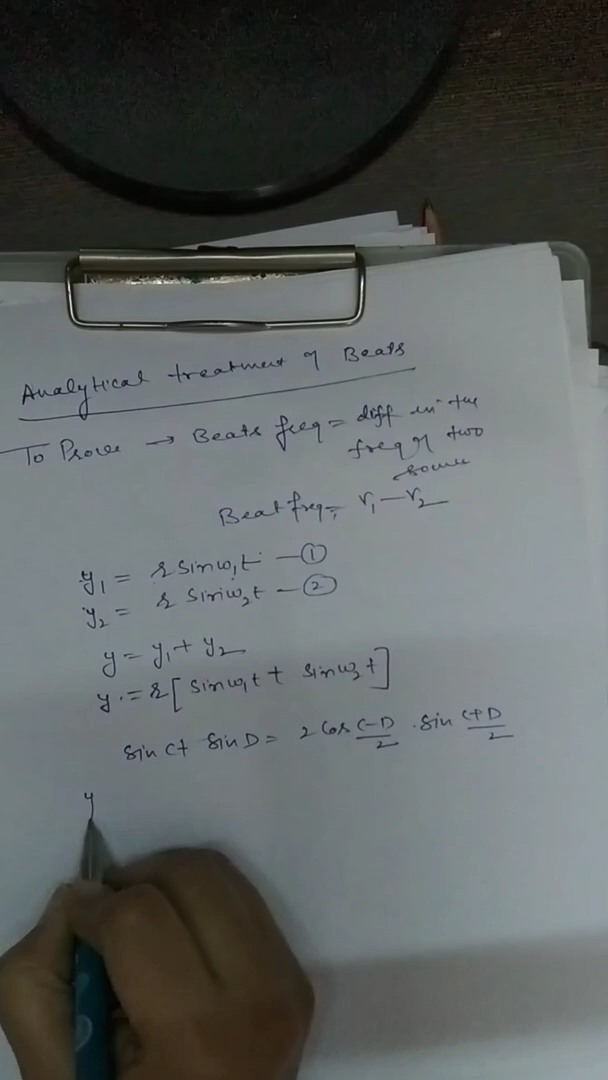 Analytical treatment of Beats
To Prove → Beats freq = diff in the
freq of two
source
Beat freq = ν₁ – ν₂
y₁ = r sinω₁t — ①
y₂ = r sinω₂t — ②
y = y₁ + y₂
y = r [ sinω₁t + sinω₂t ]
Sin C + Sin D = 2 Cos (C–D)/2 · Sin (C+D)/2
y